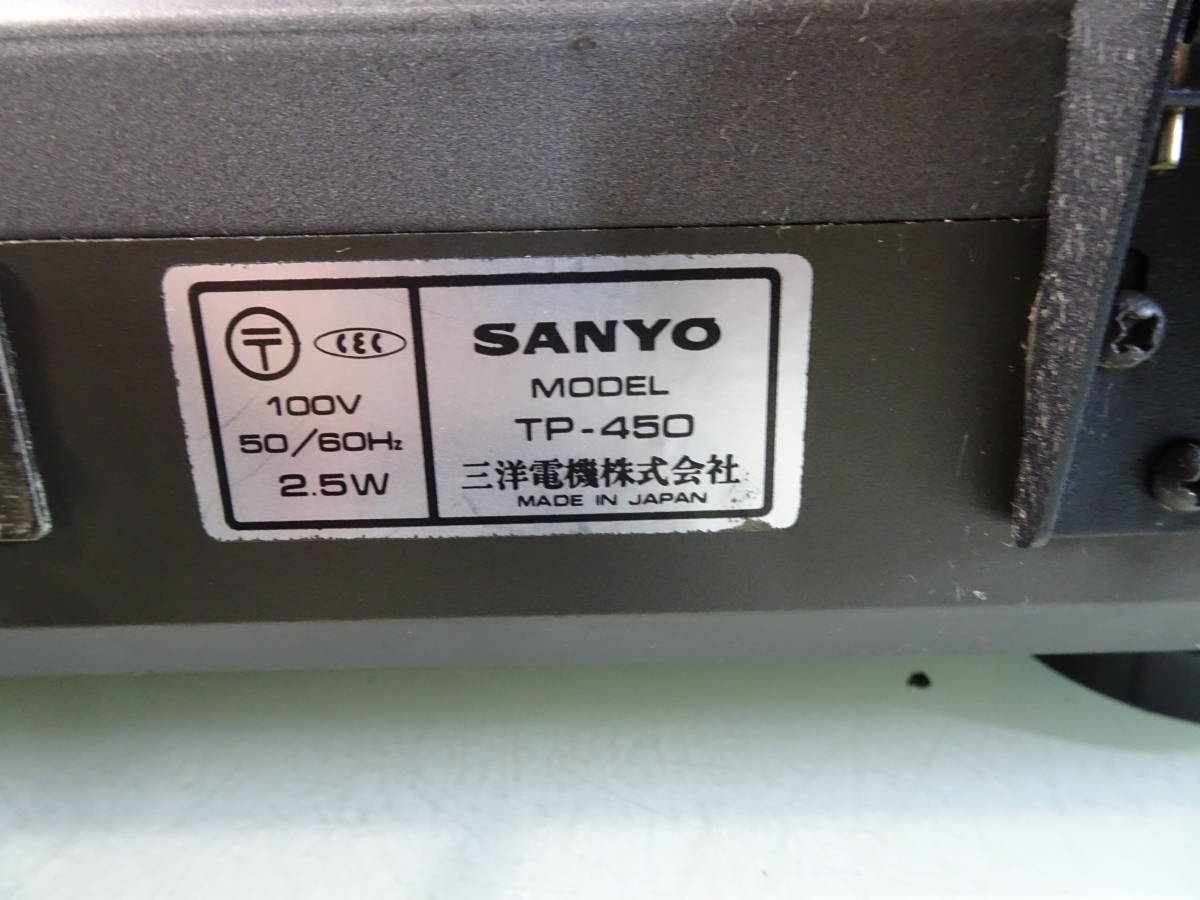 〒 CEC
100V
50/60Hz
2.5W
SANYO
MODEL
TP-450
三洋電機株式会社
MADE IN JAPAN